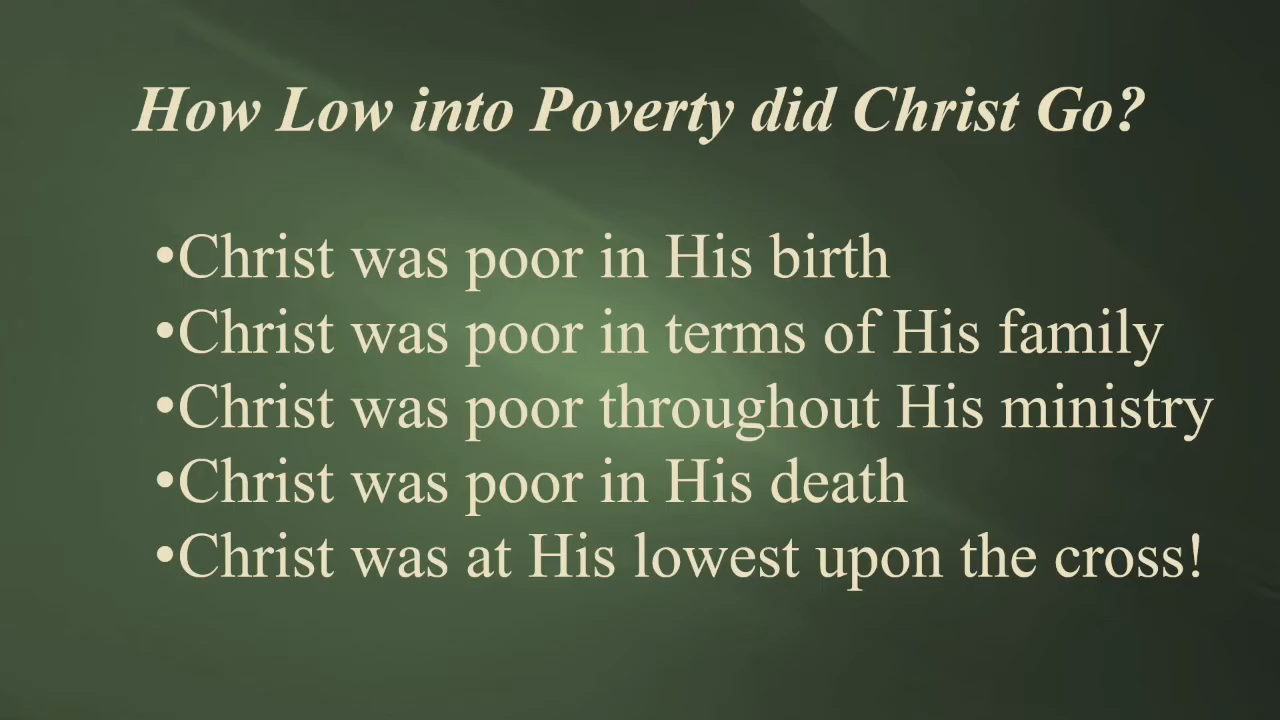 How Low into Poverty did Christ Go?
•Christ was poor in His birth
•Christ was poor in terms of His family
•Christ was poor throughout His ministry
•Christ was poor in His death
•Christ was at His lowest upon the cross!